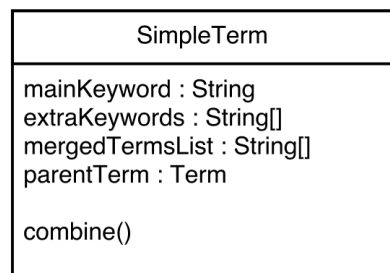 SimpleTerm
mainKeyword : String
extraKeywords : String[]
mergedTermsList : String[]
parentTerm : Term
combine()